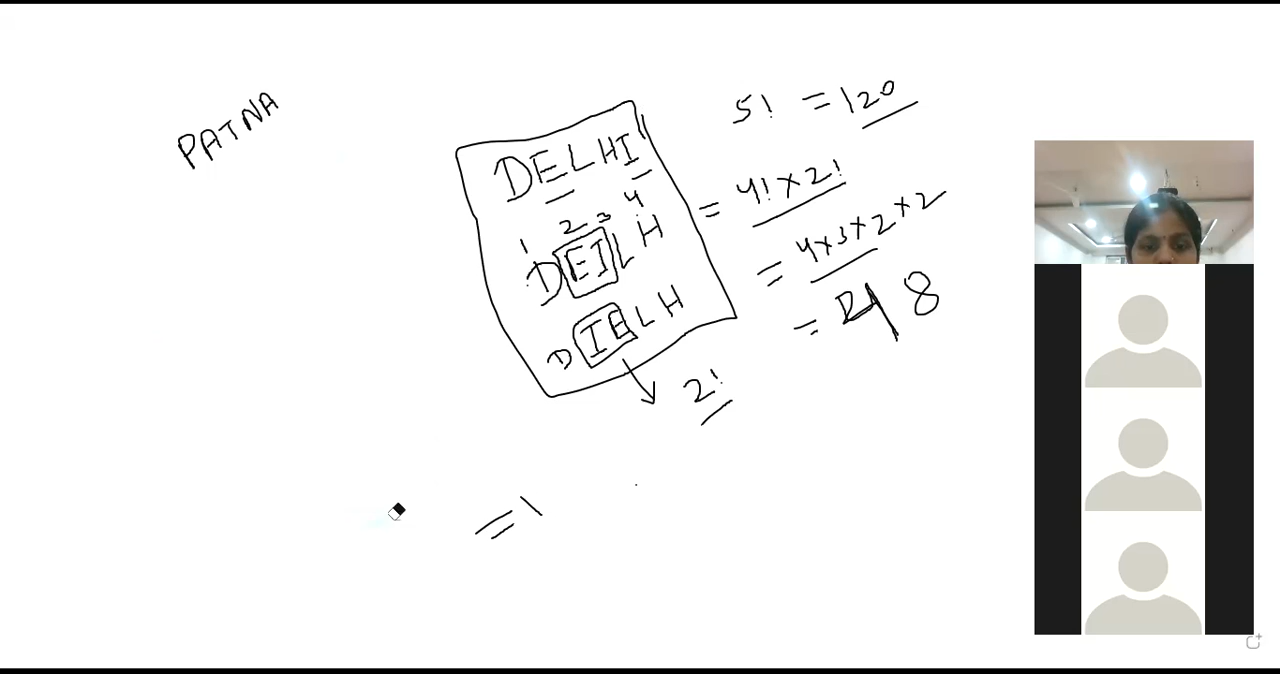 PATNA
DELHI"
1 2 3 4
DEILH
DIELH
2!
5! = 120
= 4! × 2!
= 4×3×2×2
= 48
= 1